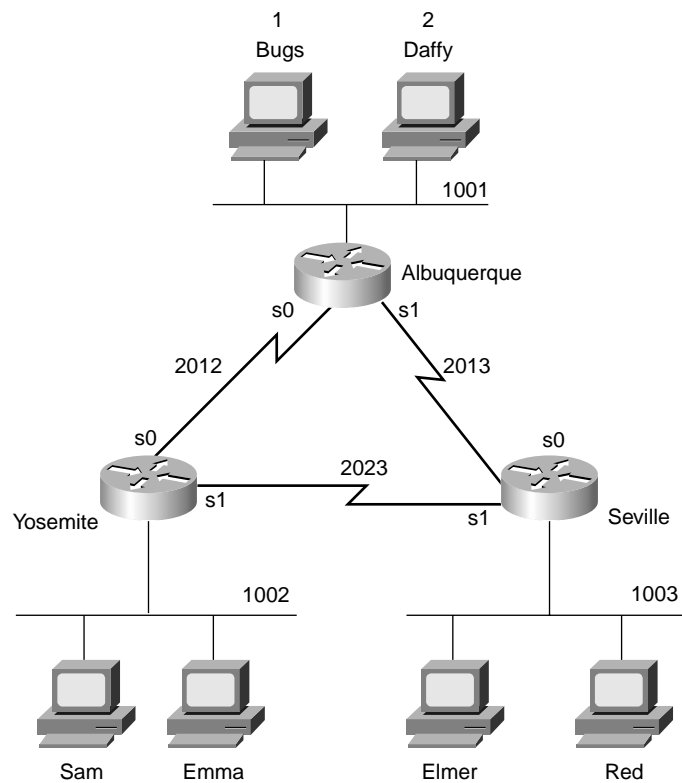 1 2
Bugs Daffy
1001
Albuquerque
s0 s1
2012 2013
s0 s0
2023
s1 s1
Yosemite Seville
1002 1003
Sam Emma Elmer Red